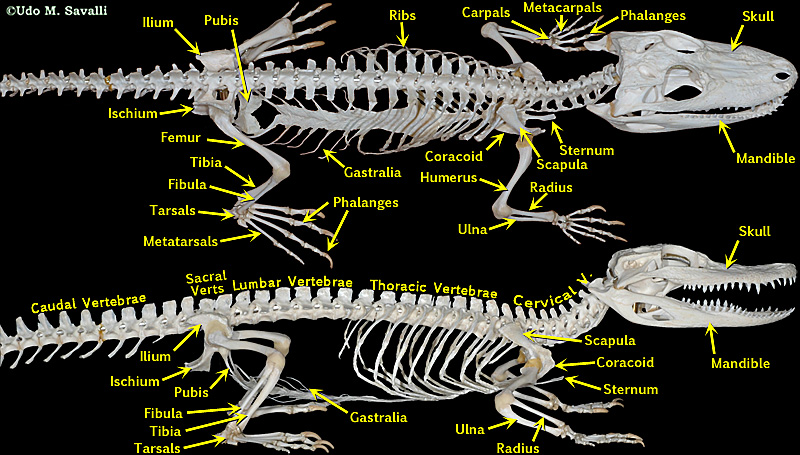 ©Udo M. Savalli
Ilium
Pubis
Ribs
Carpals
Metacarpals
Phalanges
Skull
Ischium
Femur
Tibia
Fibula
Tarsals
Metatarsals
Phalanges
Gastralia
Coracoid
Sternum
Scapula
Humerus
Radius
Ulna
Mandible
Skull
Caudal Vertebrae
Sacral
Verts
Lumbar Vertebrae
Thoracic Vertebrae
Cervical V.
Ilium
Ischium
Pubis
Fibula
Tibia
Tarsals
Gastralia
Scapula
Coracoid
Sternum
Ulna
Radius
Mandible